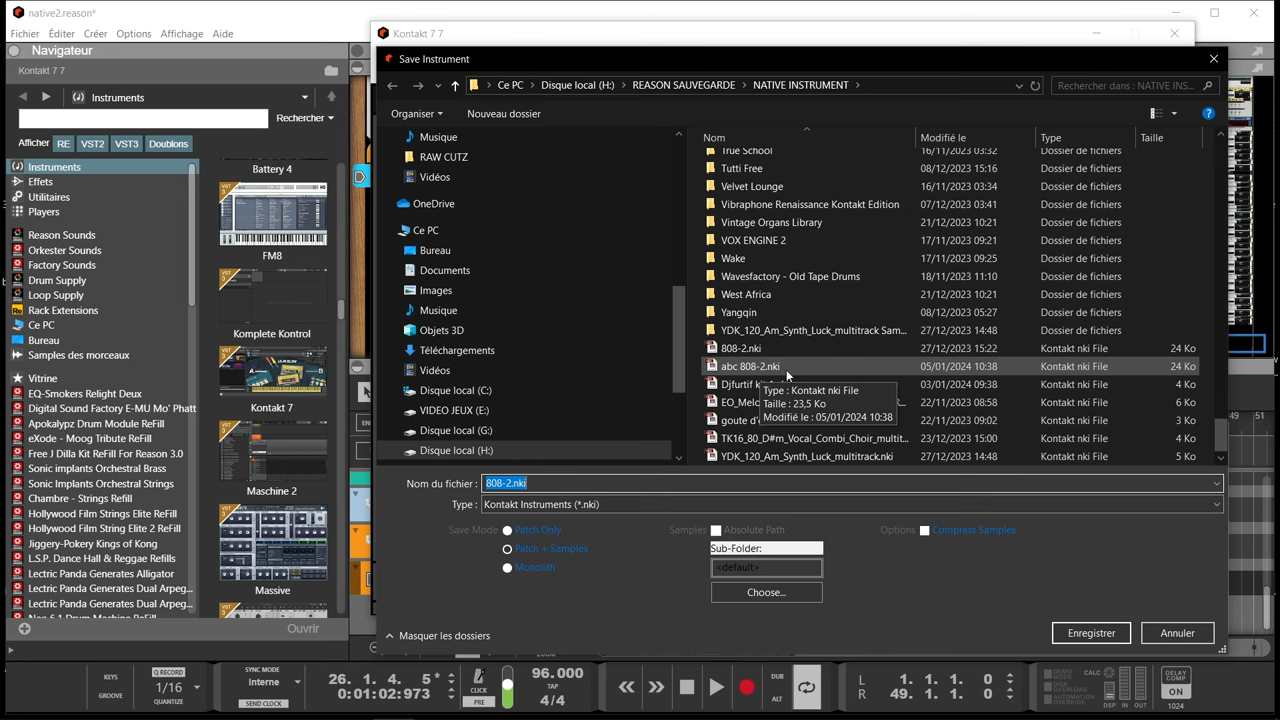 native2.reason*
Fichier Éditer Créer Options Affichage Aide
Navigateur
Kontakt 7 7
Instruments
Rechercher
Afficher RE VST2 VST3 Doublons
Instruments
Effets
Utilitaires
Players
Reason Sounds
Orkester Sounds
Factory Sounds
Drum Supply
Loop Supply
Rack Extensions
Ce PC
Bureau
Samples des morceaux
Vitrine
EQ-Smokers Relight Deux
Digital Sound Factory E-MU Mo' Phatt
Apokalypz Drum Module ReFill
eXode - Moog Tribute ReFill
Free J Dilla Kit ReFill For Reason 3.0
Sonic implants Orchestral Brass
Sonic implants Orchestral Strings
Chambre - Strings Refill
Hollywood Film Strings Elite ReFill
Hollywood Film String Elite 2 ReFill
Jiggery-Pokery Kings of Kong
L.S.P. Dance Hall & Reggae Refills
Lectric Panda Generates Alligator
Lectric Panda Generates Dual Arpeg...
Lectric Panda Generates Dual Arpeg...
Battery 4
FM8
Komplete Kontrol
Kontakt 7
Maschine 2
Massive
Ouvrir
Kontakt 7 7
Save Instrument
Ce PC Disque local (H:) REASON SAUVEGARDE NATIVE INSTRUMENT
Rechercher dans : NATIVE INS...
Organiser Nouveau dossier
Musique
RAW CUTZ
Vidéos
OneDrive
Ce PC
Bureau
Documents
Images
Musique
Objets 3D
Téléchargements
Vidéos
Disque local (C:)
VIDEO JEUX (E:)
Disque local (G:)
Disque local (H:)
Nom Modifié le Type Taille
True School 16/11/2023 03:32 Dossier de fichiers
Tutti Free 08/12/2023 15:16 Dossier de fichiers
Velvet Lounge 16/11/2023 03:34 Dossier de fichiers
Vibraphone Renaissance Kontakt Edition 07/12/2023 03:41 Dossier de fichiers
Vintage Organs Library 21/12/2023 10:21 Dossier de fichiers
VOX ENGINE 2 17/11/2023 09:21 Dossier de fichiers
Wake 17/11/2023 09:25 Dossier de fichiers
Wavesfactory - Old Tape Drums 18/11/2023 11:10 Dossier de fichiers
West Africa 21/12/2023 10:21 Dossier de fichiers
Yangqin 08/12/2023 05:27 Dossier de fichiers
YDK_120_Am_Synth_Luck_multitrack Sam... 27/12/2023 14:48 Dossier de fichiers
808-2.nki 27/12/2023 15:22 Kontakt nki File 24 Ko
abc 808-2.nki 05/01/2024 10:38 Kontakt nki File 24 Ko
Djfurtif 03/01/2024 09:38 Kontakt nki File 4 Ko
22/11/2023 08:58 Kontakt nki File 6 Ko
22/11/2023 09:02 Kontakt nki File 3 Ko
TK16_80_D#m_Vocal_Combi_Choir_multit... 23/12/2023 15:00 Kontakt nki File 4 Ko
YDK_120_Am_Synth_Luck_multitrack.nki 27/12/2023 14:48 Kontakt nki File 5 Ko
Type : Kontakt nki File
Taille : 23,5 Ko
Modifié le : 05/01/2024 10:38
Nom du fichier : 808-2.nki
Type : Kontakt Instruments (*.nki)
Save Mode Patch Only Samples Absolute Path Options Compress Samples
Patch + Samples Sub-Folder:
Monolith <default>
Choose...
Masquer les dossiers Enregistrer Annuler
KEYS
GROOVE
Q RECORD
1/16
QUANTIZE
SYNC MODE
Interne
SEND CLOCK
26. 1. 4. 5 *
0:01:02:973
CLICK
PRE
96.000
TAP
4/4
DUB
ALT
L 1. 1. 1. 0
R 49. 1. 1. 0
CALC
DSP IN OUT
DELAY
COMP
ON
1024
49 51